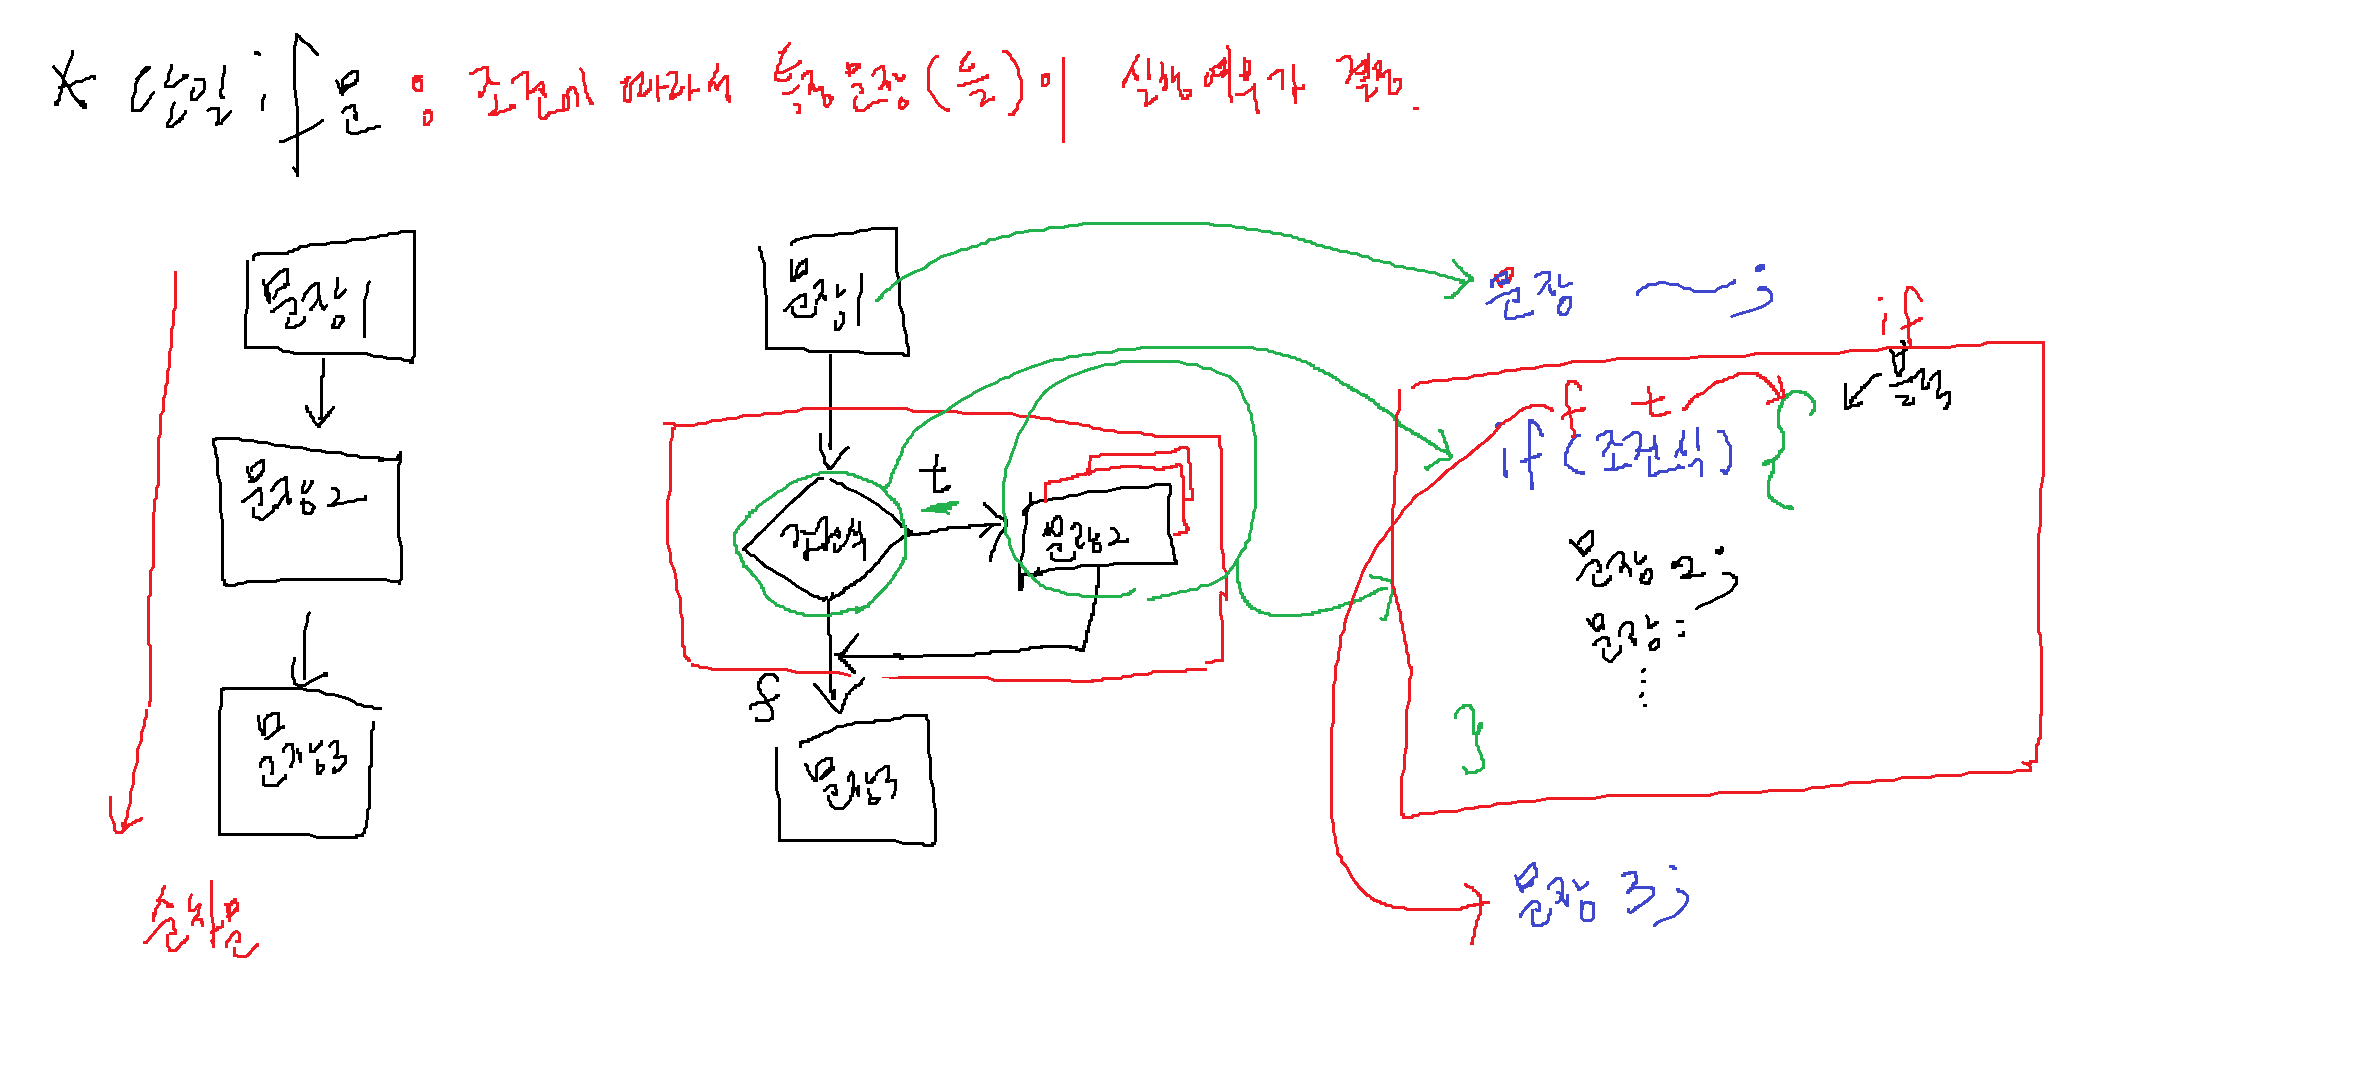 * 단일 if 문 : 조건에 따라서 특정문장(들)이 실행여부가 결정.
문장1
문장2
문장3
순차문
문장1
조건식
t
문장2
f
문장3
문장 ;
if
블록
f t
if (조건식) {
문장 2;
문장 :
...
}
문장 3;